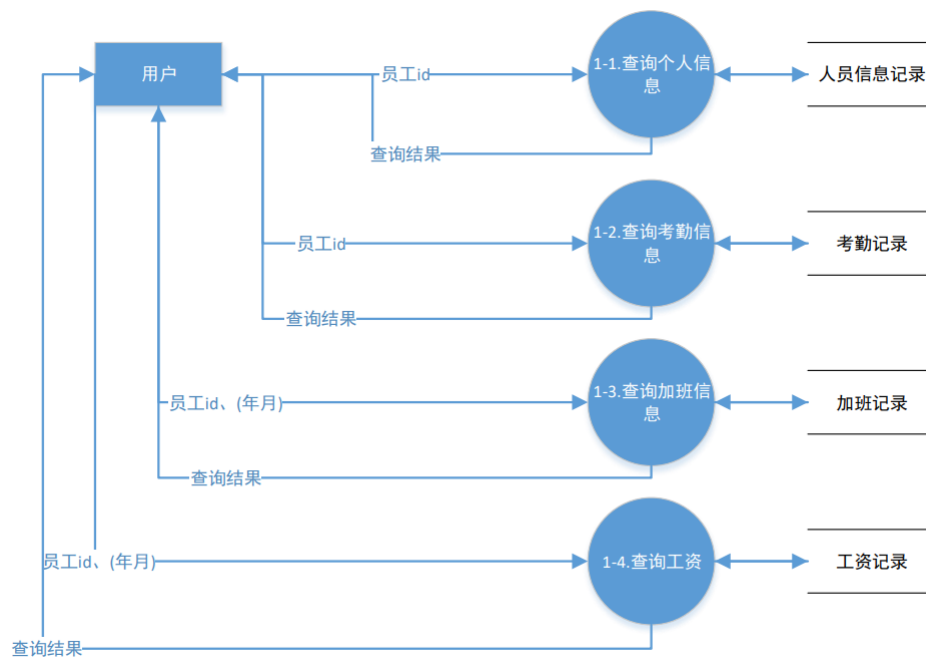 用户
员工id
1-1.查询个人信
息
人员信息记录
查询结果
员工id
1-2.查询考勤信
息
考勤记录
查询结果
员工id、(年月)
1-3.查询加班信
息
加班记录
查询结果
员工id、(年月)
1-4.查询工资
工资记录
查询结果